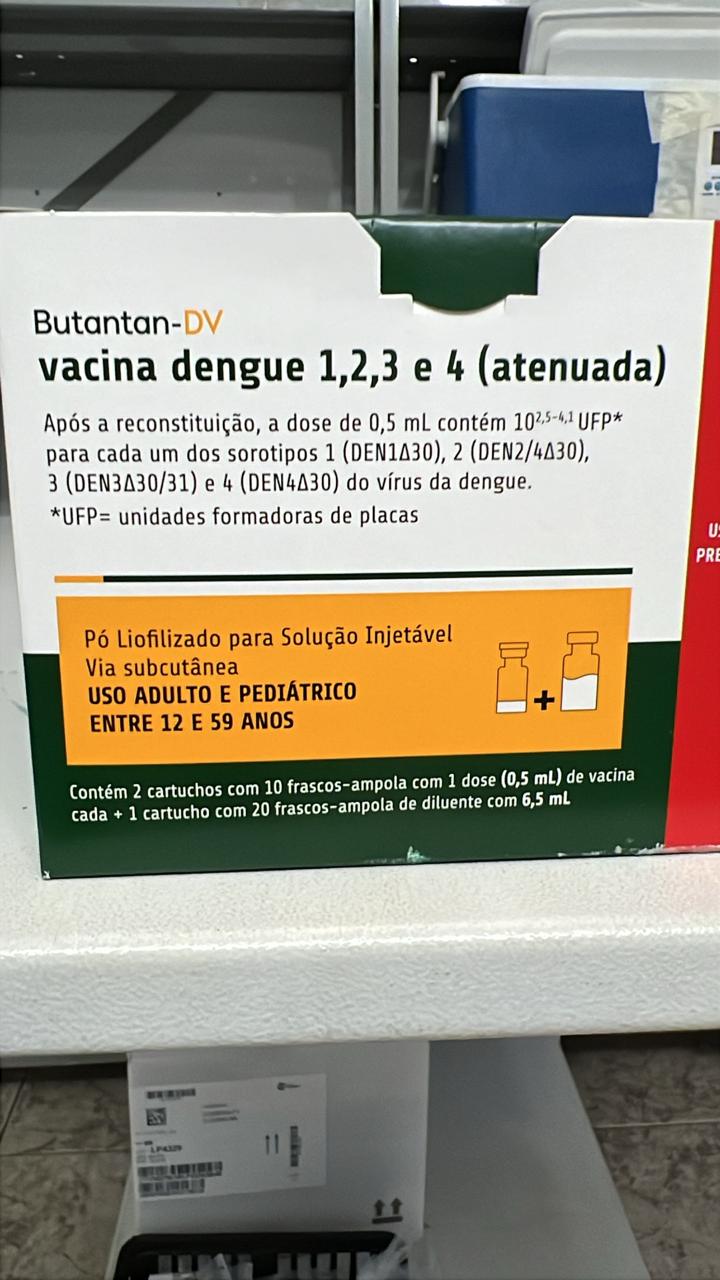 Butantan-DV
vacina dengue 1,2,3 e 4 (atenuada)
Após a reconstituição, a dose de 0,5 mL contém 10²,⁵⁻⁴,¹ UFP*
para cada um dos sorotipos 1 (DEN1Δ30), 2 (DEN2/4Δ30),
3 (DEN3Δ30/31) e 4 (DEN4Δ30) do vírus da dengue.
*UFP= unidades formadoras de placas
Pó Liofilizado para Solução Injetável
Via subcutânea
USO ADULTO E PEDIÁTRICO
ENTRE 12 E 59 ANOS
+
Contém 2 cartuchos com 10 frascos-ampola com 1 dose (0,5 mL) de vacina
cada + 1 cartucho com 20 frascos-ampola de diluente com 6,5 mL